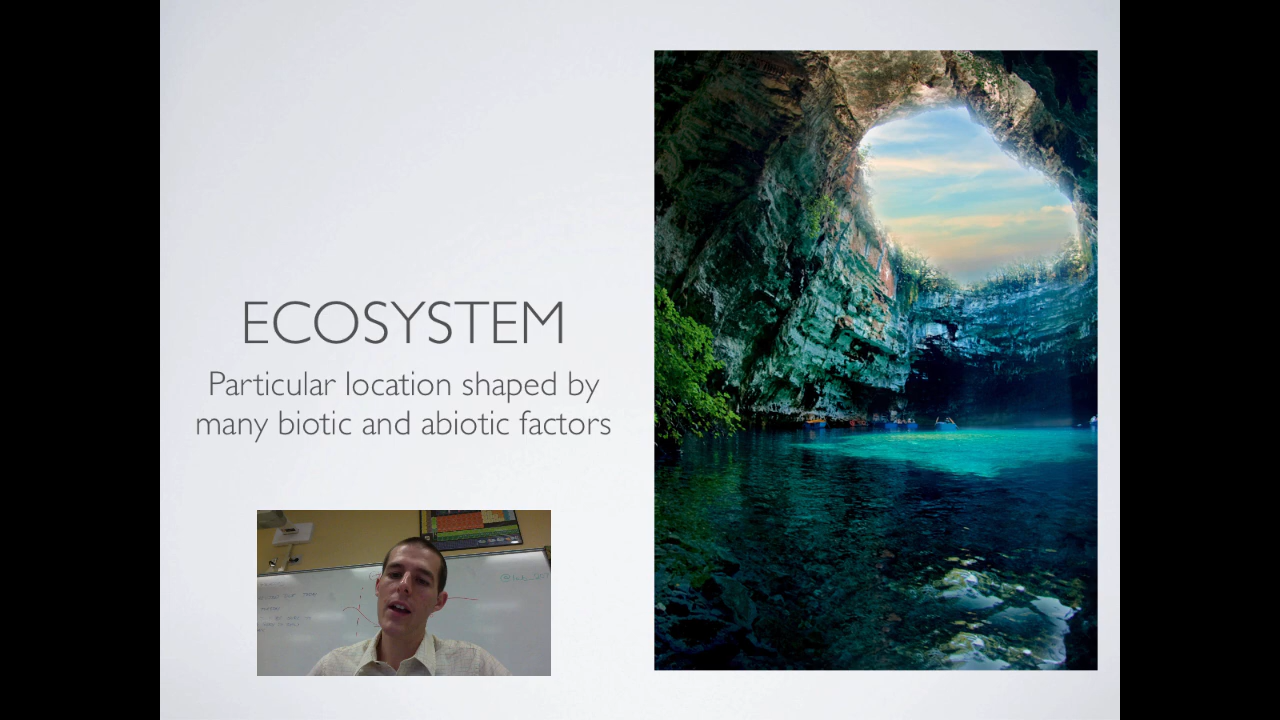 ECOSYSTEM
Particular location shaped by
many biotic and abiotic factors